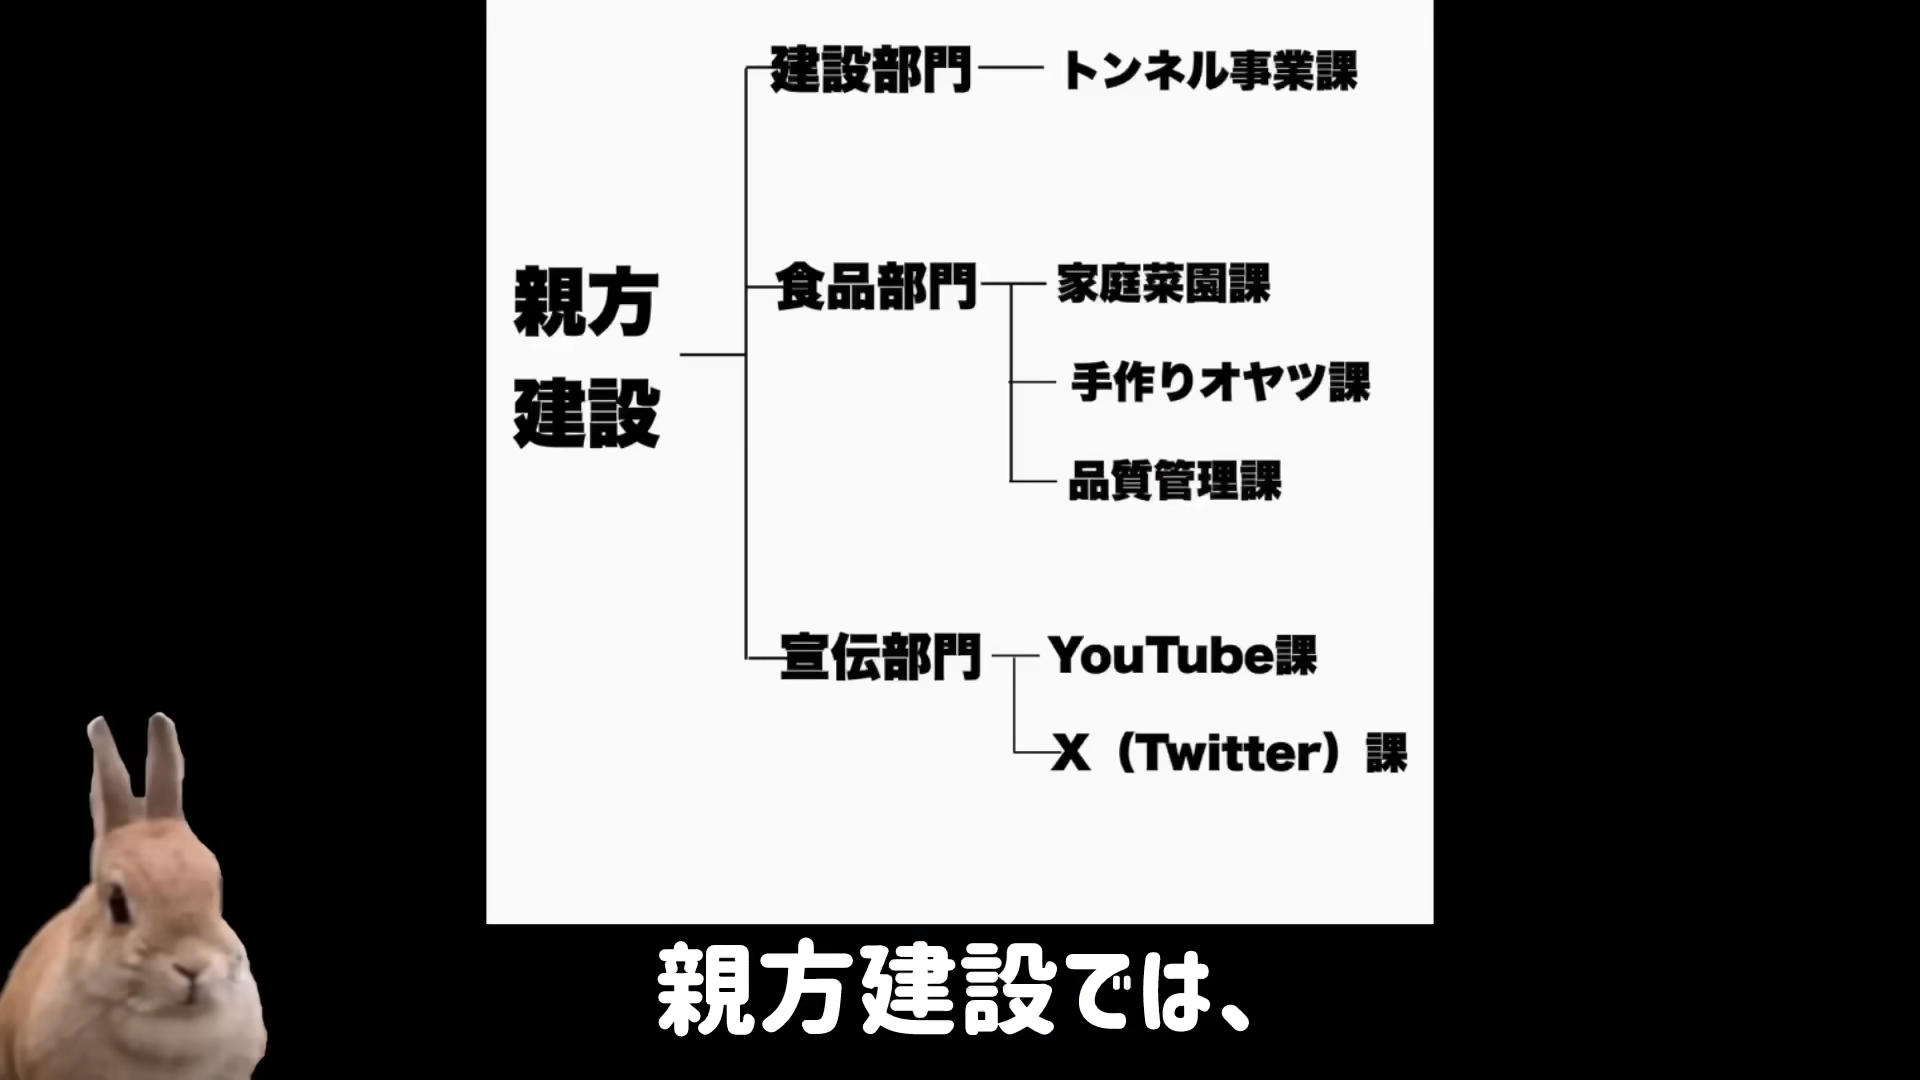 親方
建設
建設部門
トンネル事業課
食品部門
家庭菜園課
手作りオヤツ課
品質管理課
宣伝部門
YouTube課
X（Twitter）課
親方建設では、